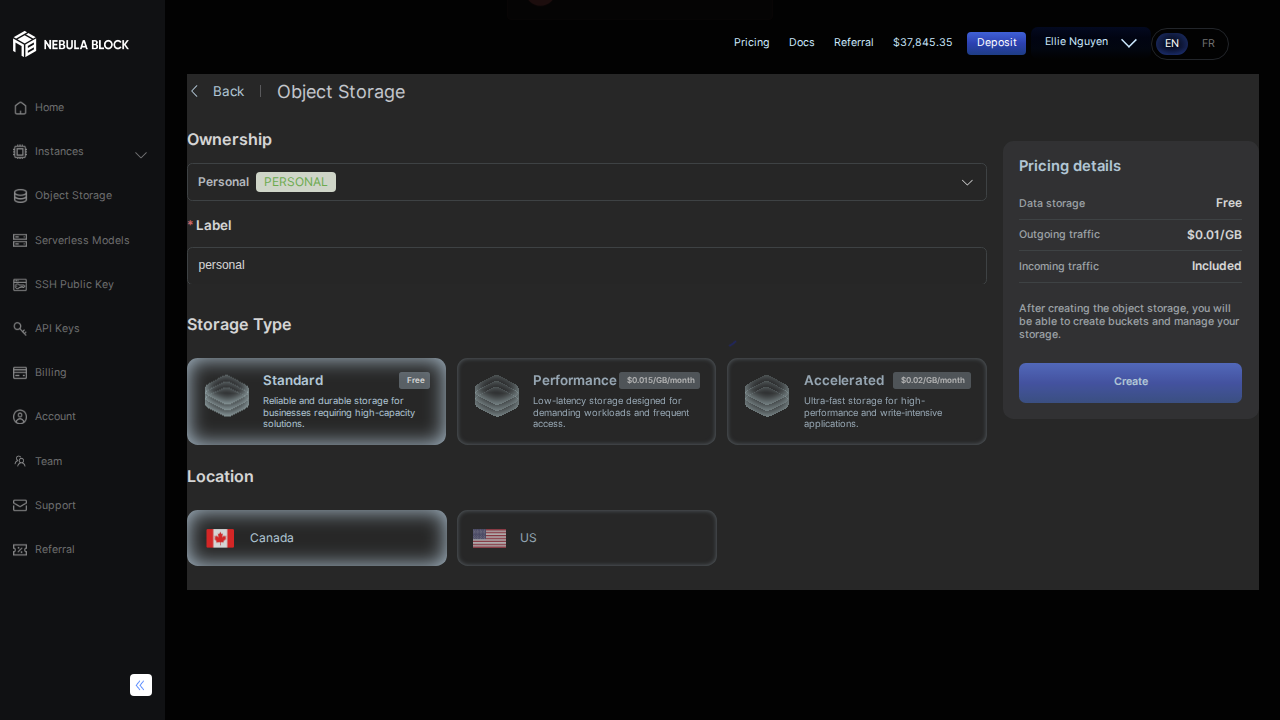 NEBULA BLOCK
Pricing
Docs
Referral
$37,845.35
Deposit
Ellie Nguyen
EN
FR
Home
Instances
Object Storage
Serverless Models
SSH Public Key
API Keys
Billing
Account
Team
Support
Referral
Back
Object Storage
Ownership
Personal PERSONAL
* Label
personal
Storage Type
Standard
Free
Reliable and durable storage for
businesses requiring high-capacity
solutions.
Performance
$0.015/GB/month
Low-latency storage designed for
demanding workloads and frequent
access.
Accelerated
$0.02/GB/month
Ultra-fast storage for high-
performance and write-intensive
applications.
Location
Canada
US
Pricing details
Data storage Free
Outgoing traffic $0.01/GB
Incoming traffic Included
After creating the object storage, you will
be able to create buckets and manage your
storage.
Create